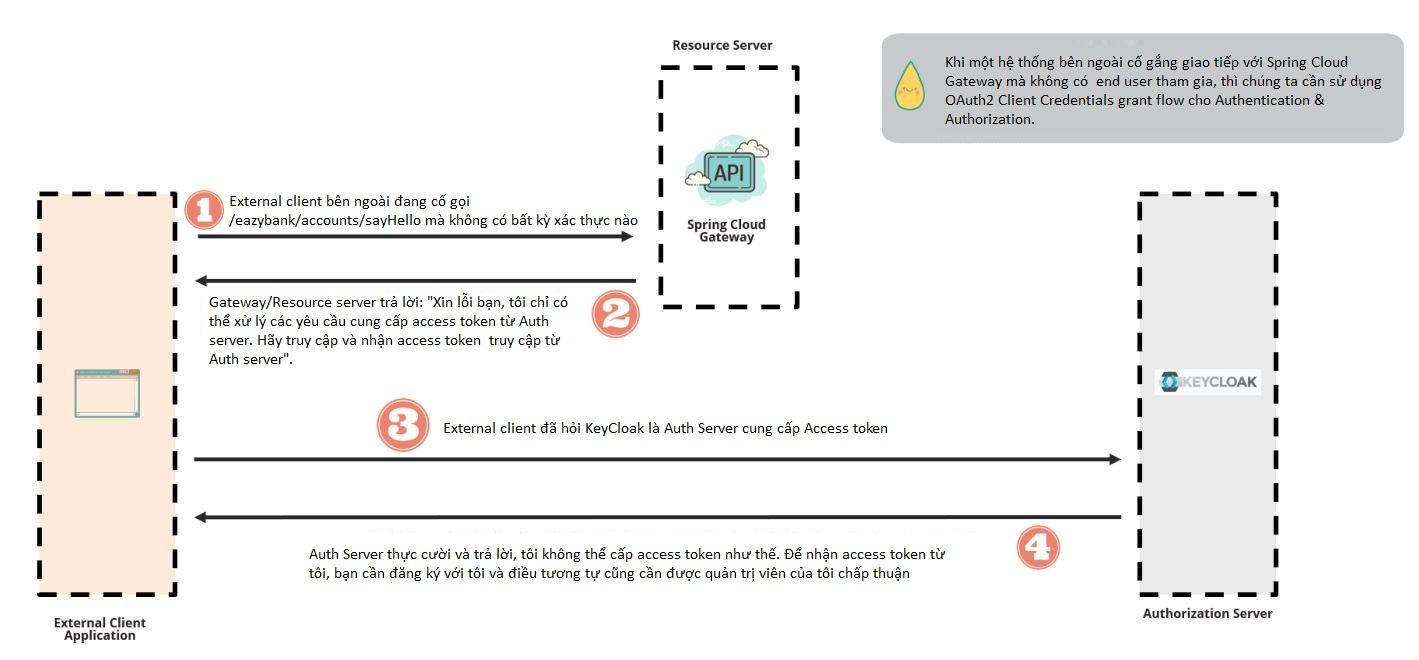 Resource Server
Khi một hệ thống bên ngoài cố gắng giao tiếp với Spring Cloud
Gateway mà không có  end user tham gia, thì chúng ta cần sử dụng
OAuth2 Client Credentials grant flow cho Authentication &
Authorization.
API
Spring Cloud
Gateway
1
External client bên ngoài đang cố gọi
/eazybank/accounts/sayHello mà không có bất kỳ xác thực nào
2
Gateway/Resource server trả lời: "Xin lỗi bạn, tôi chỉ có
thể xử lý các yêu cầu cung cấp access token từ Auth
server. Hãy truy cập và nhận access token  truy cập từ
Auth server".
KEYCLOAK
3
External client đã hỏi KeyCloak là Auth Server cung cấp Access token
4
Auth Server thực cười và trả lời, tôi không thể cấp access token như thế. Để nhận access token từ
tôi, bạn cần đăng ký với tôi và điều tương tự cũng cần được quản trị viên của tôi chấp thuận
External Client
Application
Authorization Server